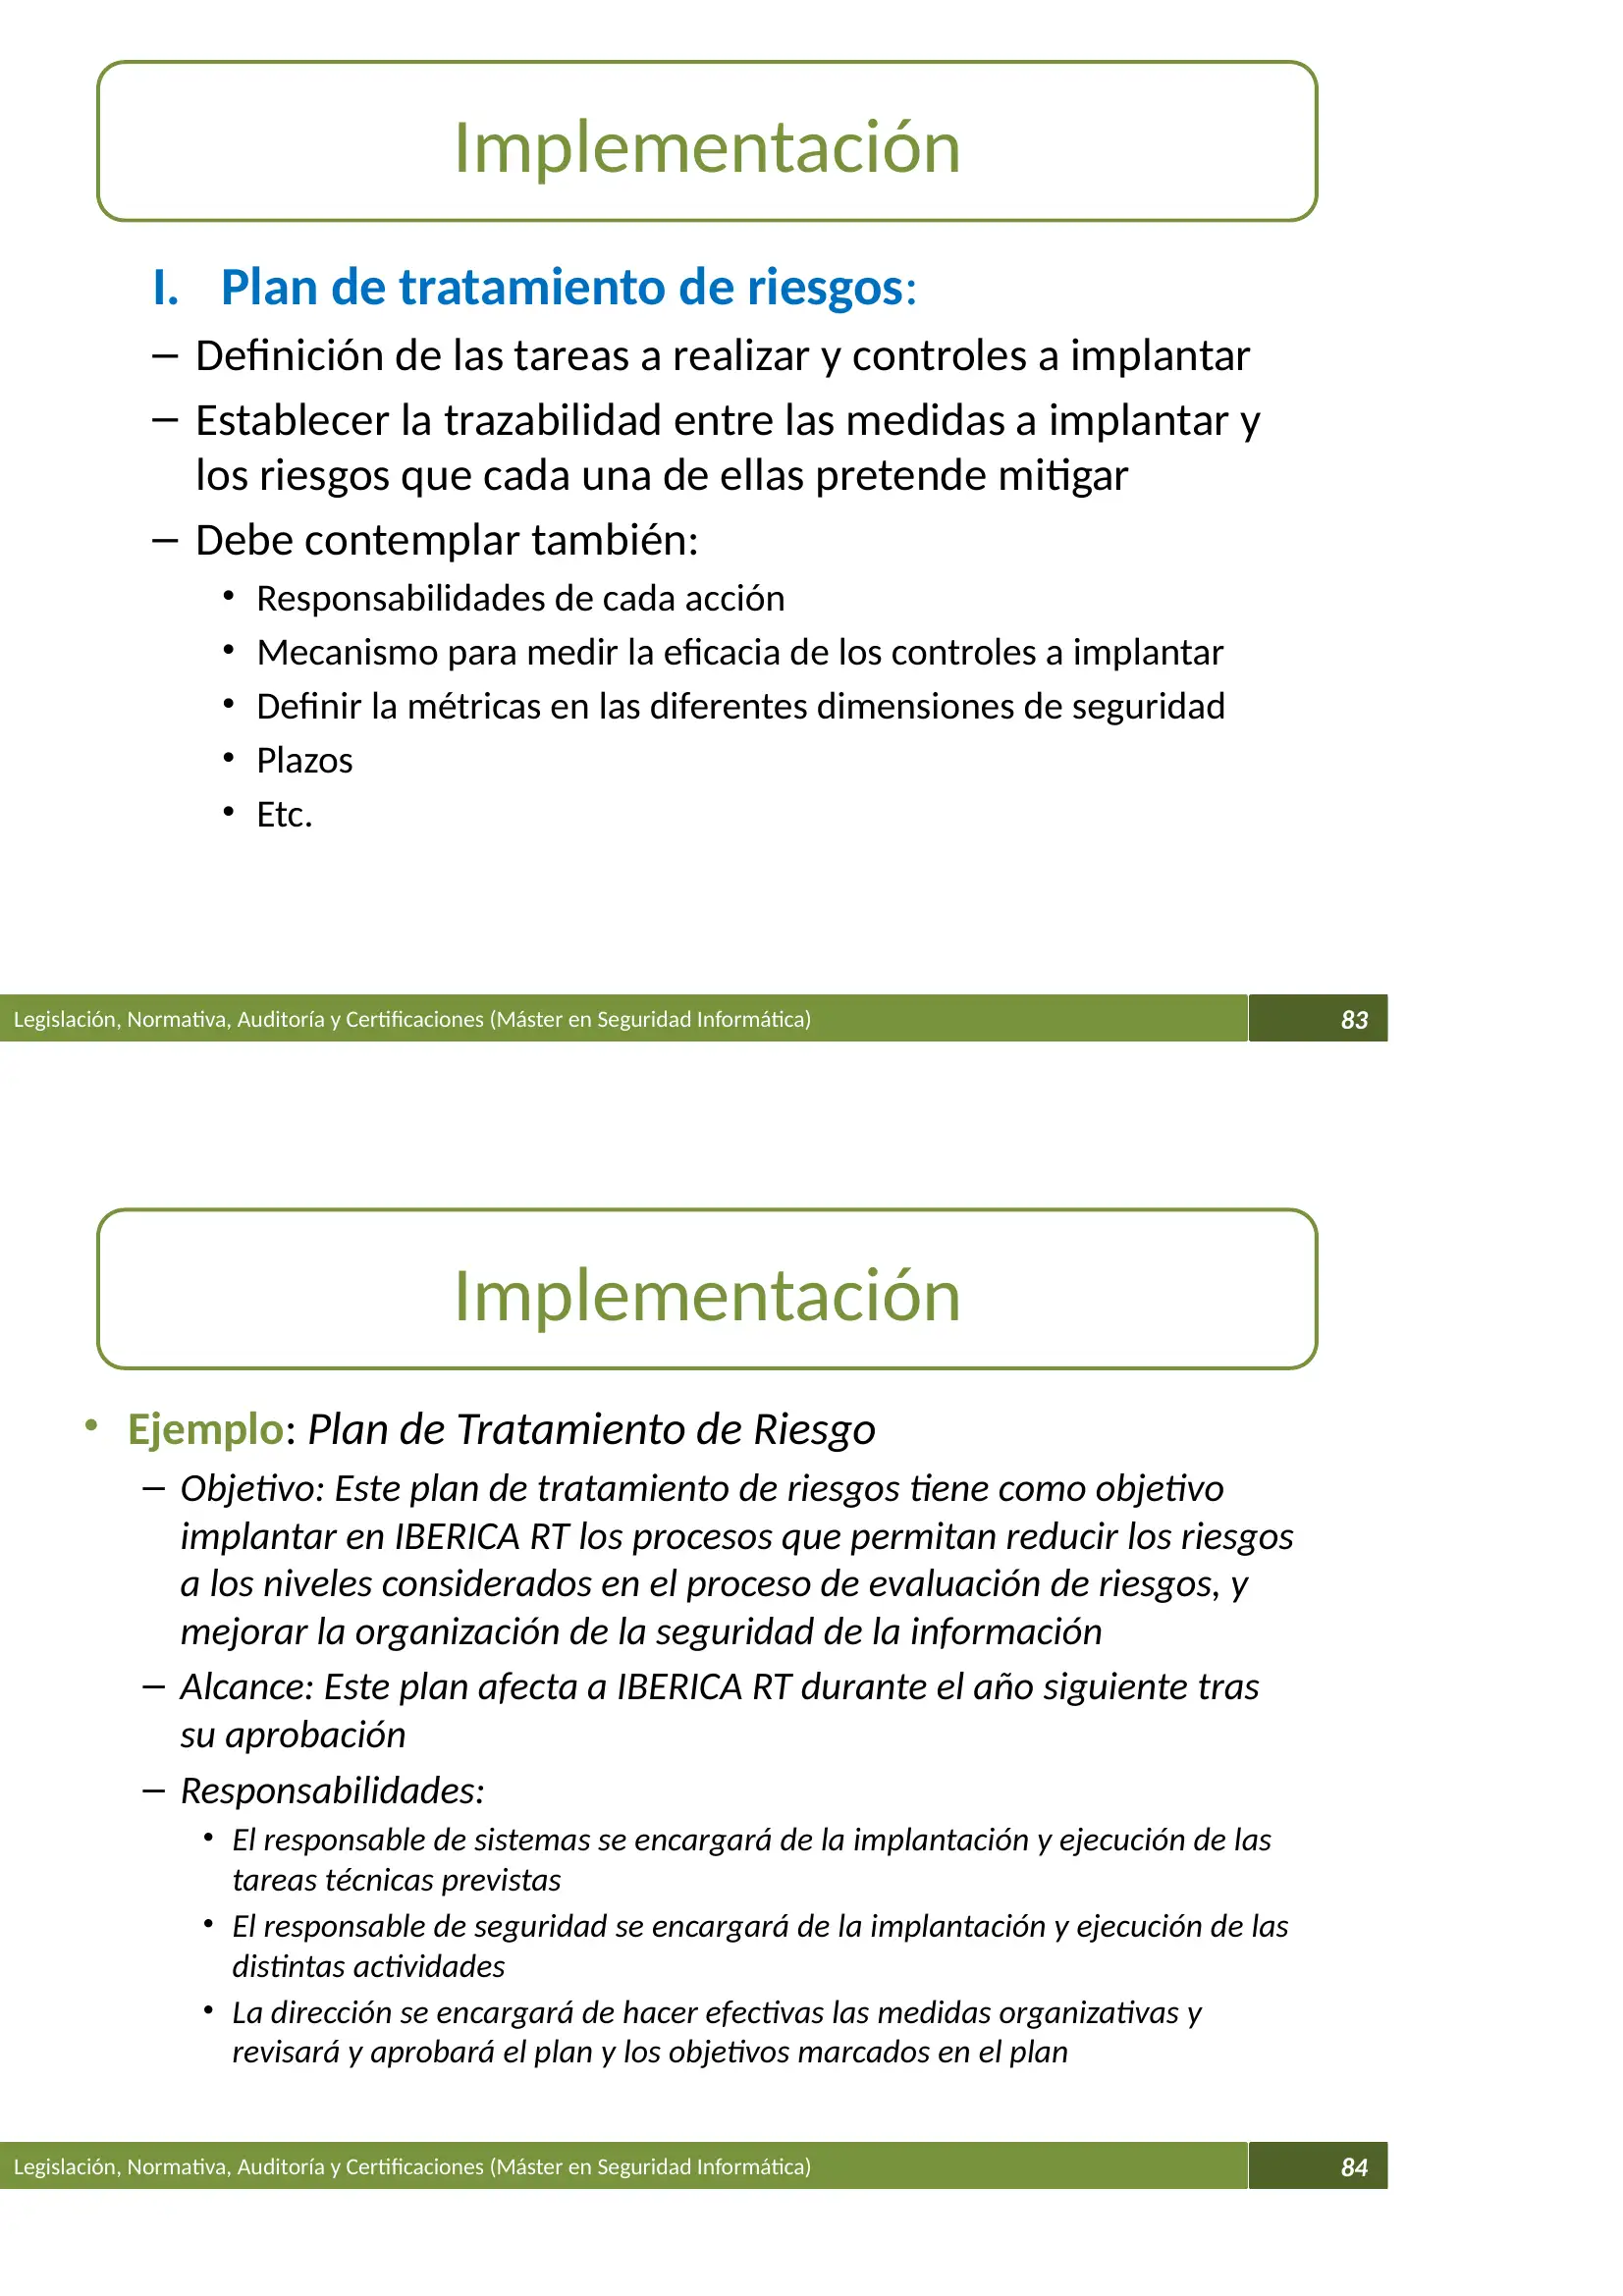 Implementación
I. Plan de tratamiento de riesgos:
– Definición de las tareas a realizar y controles a implantar
– Establecer la trazabilidad entre las medidas a implantar y
los riesgos que cada una de ellas pretende mitigar
– Debe contemplar también:
• Responsabilidades de cada acción
• Mecanismo para medir la eficacia de los controles a implantar
• Definir la métricas en las diferentes dimensiones de seguridad
• Plazos
• Etc.
Legislación, Normativa, Auditoría y Certificaciones (Máster en Seguridad Informática) 83
Implementación
• Ejemplo: Plan de Tratamiento de Riesgo
– Objetivo: Este plan de tratamiento de riesgos tiene como objetivo
implantar en IBERICA RT los procesos que permitan reducir los riesgos
a los niveles considerados en el proceso de evaluación de riesgos, y
mejorar la organización de la seguridad de la información
– Alcance: Este plan afecta a IBERICA RT durante el año siguiente tras
su aprobación
– Responsabilidades:
• El responsable de sistemas se encargará de la implantación y ejecución de las
tareas técnicas previstas
• El responsable de seguridad se encargará de la implantación y ejecución de las
distintas actividades
• La dirección se encargará de hacer efectivas las medidas organizativas y
revisará y aprobará el plan y los objetivos marcados en el plan
Legislación, Normativa, Auditoría y Certificaciones (Máster en Seguridad Informática) 84